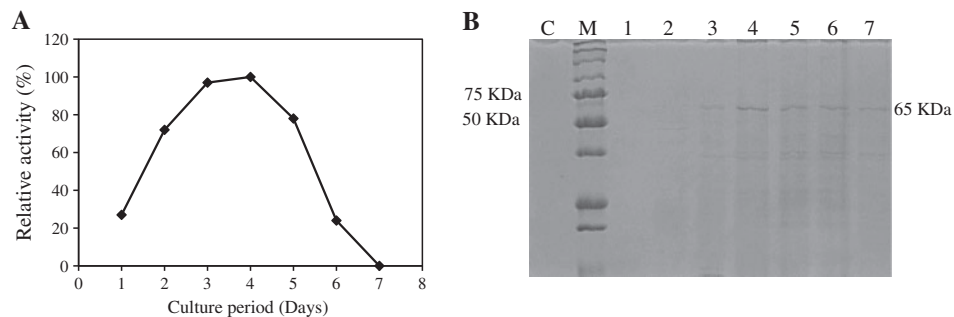 A
120
100
80
60
40
20
0
Relative activity (%)
0 1 2 3 4 5 6 7 8
Culture period (Days)
B
C M 1 2 3 4 5 6 7
75 KDa
50 KDa
65 KDa